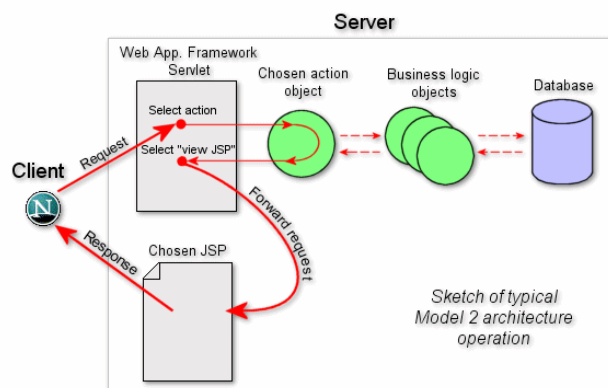 Server
Web App. Framework
Servlet
Chosen action
object
Business logic
objects
Database
Select action
Select "view JSP"
Request
Client
N
Forward request
Response
Chosen JSP
Sketch of typical
Model 2 architecture
operation